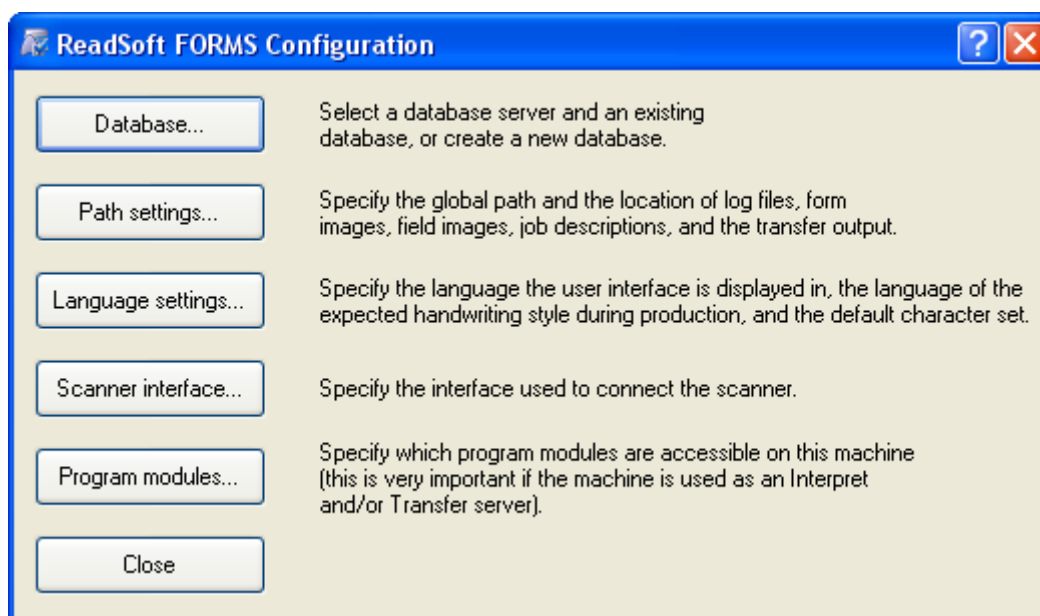 ReadSoft FORMS Configuration
Database...
Select a database server and an existing
database, or create a new database.
Path settings...
Specify the global path and the location of log files, form
images, field images, job descriptions, and the transfer output.
Language settings...
Specify the language the user interface is displayed in, the language of the
expected handwriting style during production, and the default character set.
Scanner interface...
Specify the interface used to connect the scanner.
Program modules...
Specify which program modules are accessible on this machine
(this is very important if the machine is used as an Interpret
and/or Transfer server).
Close